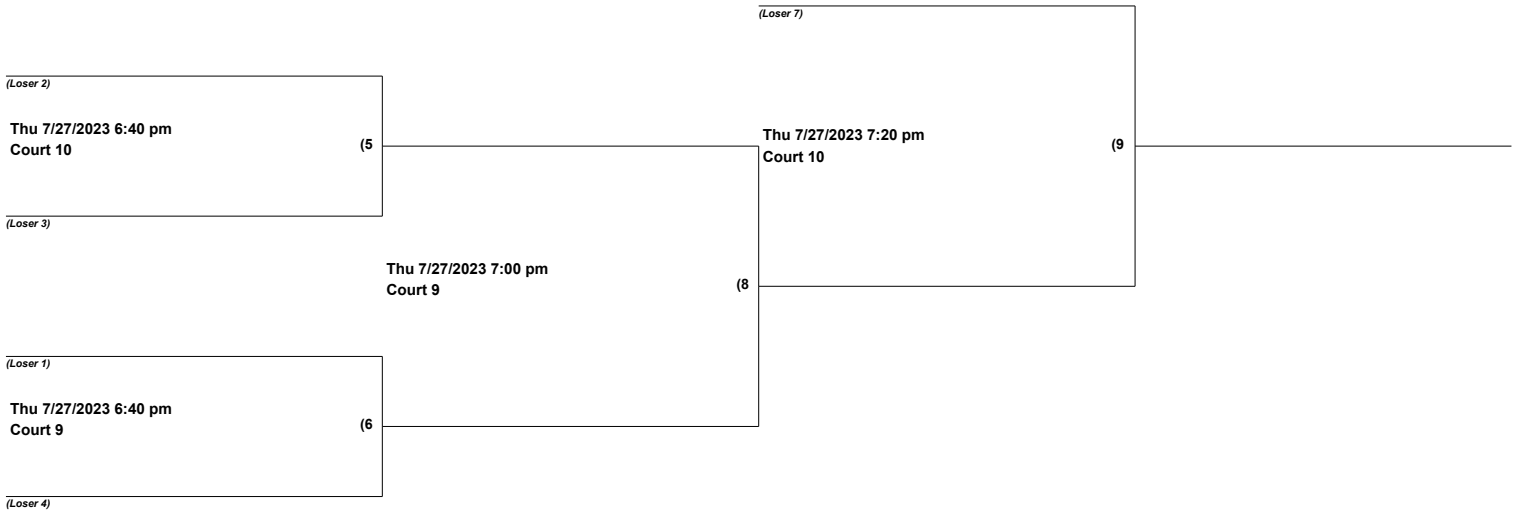 (Loser 7)
(Loser 2)
Thu 7/27/2023 6:40 pm
Court 10
(5
Thu 7/27/2023 7:20 pm
Court 10
(9
(Loser 3)
Thu 7/27/2023 7:00 pm
Court 9
(8
(Loser 1)
Thu 7/27/2023 6:40 pm
Court 9
(6
(Loser 4)